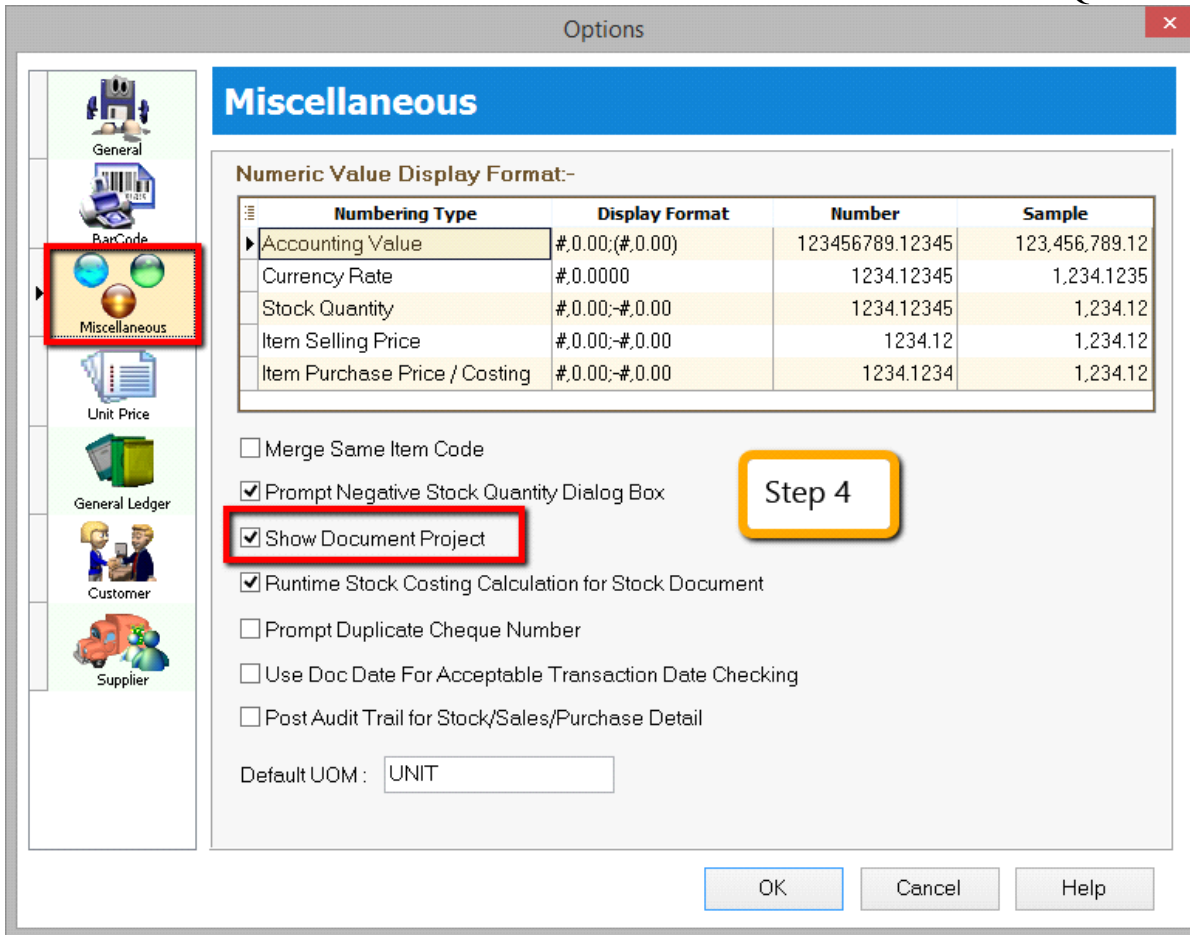 Options
General
BarCode
Miscellaneous
Unit Price
General Ledger
Customer
Supplier
Miscellaneous
Numeric Value Display Format:-
Numbering Type Display Format Number Sample
Accounting Value #,0.00;(#,0.00) 123456789.12345 123,456,789.12
Currency Rate #,0.0000 1234.12345 1,234.1235
Stock Quantity #,0.00;-#,0.00 1234.12345 1,234.12
Item Selling Price #,0.00;-#,0.00 1234.12 1,234.12
Item Purchase Price / Costing #,0.00;-#,0.00 1234.1234 1,234.12
Merge Same Item Code
Prompt Negative Stock Quantity Dialog Box
Step 4
Show Document Project
Runtime Stock Costing Calculation for Stock Document
Prompt Duplicate Cheque Number
Use Doc Date For Acceptable Transaction Date Checking
Post Audit Trail for Stock/Sales/Purchase Detail
Default UOM : UNIT
OK Cancel Help